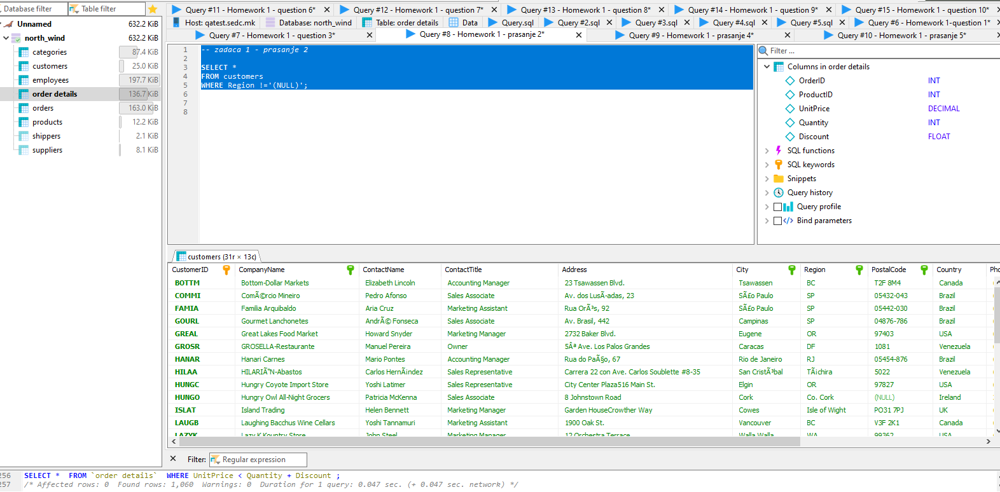 Database filter Table filter
Unnamed 632.2 KiB
north_wind 632.2 KiB
categories 87.4 KiB
customers 25.0 KiB
employees 197.7 KiB
order details 136.7 KiB
orders 163.0 KiB
products 12.2 KiB
shippers 2.1 KiB
suppliers 8.1 KiB
Query #11 - Homework 1 - question 6* Query #12 - Homework 1 - question 7* Query #13 - Homework 1 - question 8* Query #14 - Homework 1 - question 9* Query #15 - Homework 1 - question 10*
Host: qatest.sedc.mk Database: north_wind Table: order details Data Query.sql Query #2.sql Query #3.sql Query #4.sql Query #5.sql Query #6 - Homework 1-question 1*
Query #7 - Homework 1 - question 3* Query #8 - Homework 1 - prasanje 2* Query #9 - Homework 1 - prasanje 4* Query #10 - Homework 1 - prasanje 5*
1 -- zadaca 1 - prasanje 2
2
3 SELECT *
4 FROM customers
5 WHERE Region !='(NULL)';
6
7
8
Filter ...
Columns in order details
OrderID INT
ProductID INT
UnitPrice DECIMAL
Quantity INT
Discount FLOAT
SQL functions
SQL keywords
Snippets
Query history
Query profile
Bind parameters
customers (31r × 13c)
CustomerID CompanyName ContactName ContactTitle Address City Region PostalCode Country Pho
BOTTM Bottom-Dollar Markets Elizabeth Lincoln Accounting Manager 23 Tsawassen Blvd. Tsawassen BC T2F 8M4 Canada
COMMI ComÃ©rcio Mineiro Pedro Afonso Sales Associate Av. dos LusÃ­adas, 23 SÃ£o Paulo SP 05432-043 Brazil
FAMIA Familia Arquibaldo Aria Cruz Marketing Assistant Rua OrÃ³s, 92 SÃ£o Paulo SP 05442-030 Brazil
GOURL Gourmet Lanchonetes AndrÃ© Fonseca Sales Associate Av. Brasil, 442 Campinas SP 04876-786 Brazil
GREAL Great Lakes Food Market Howard Snyder Marketing Manager 2732 Baker Blvd. Eugene OR 97403 USA
GROSR GROSELLA-Restaurante Manuel Pereira Owner 5Âª Ave. Los Palos Grandes Caracas DF 1081 Venezuela
HANAR Hanari Carnes Mario Pontes Accounting Manager Rua do PaÃ§o, 67 Rio de Janeiro RJ 05454-876 Brazil
HILAA HILARIÃ“N-Abastos Carlos HernÃ¡ndez Sales Representative Carrera 22 con Ave. Carlos Soublette #8-35 San CristÃ³bal TÃ¡chira 5022 Venezuela
HUNGC Hungry Coyote Import Store Yoshi Latimer Sales Representative City Center Plaza516 Main St. Elgin OR 97827 USA
HUNGO Hungry Owl All-Night Grocers Patricia McKenna Sales Associate 8 Johnstown Road Cork Co. Cork (NULL) Ireland
ISLAT Island Trading Helen Bennett Marketing Manager Garden HouseCrowther Way Cowes Isle of Wight PO31 7PJ UK
LAUGB Laughing Bacchus Wine Cellars Yoshi Tannamuri Marketing Assistant 1900 Oak St. Vancouver BC V3F 2K1 Canada
LAZYK Lazy K Kountry Store John Steel Marketing Manager 12 Orchestra Terrace Walla Walla WA 99362 USA
Filter: Regular expression
256 SELECT * FROM `order details` WHERE UnitPrice < Quantity + Discount ;
257 /* Affected rows: 0 Found rows: 1,060 Warnings: 0 Duration for 1 query: 0.047 sec. (+ 0.047 sec. network) */